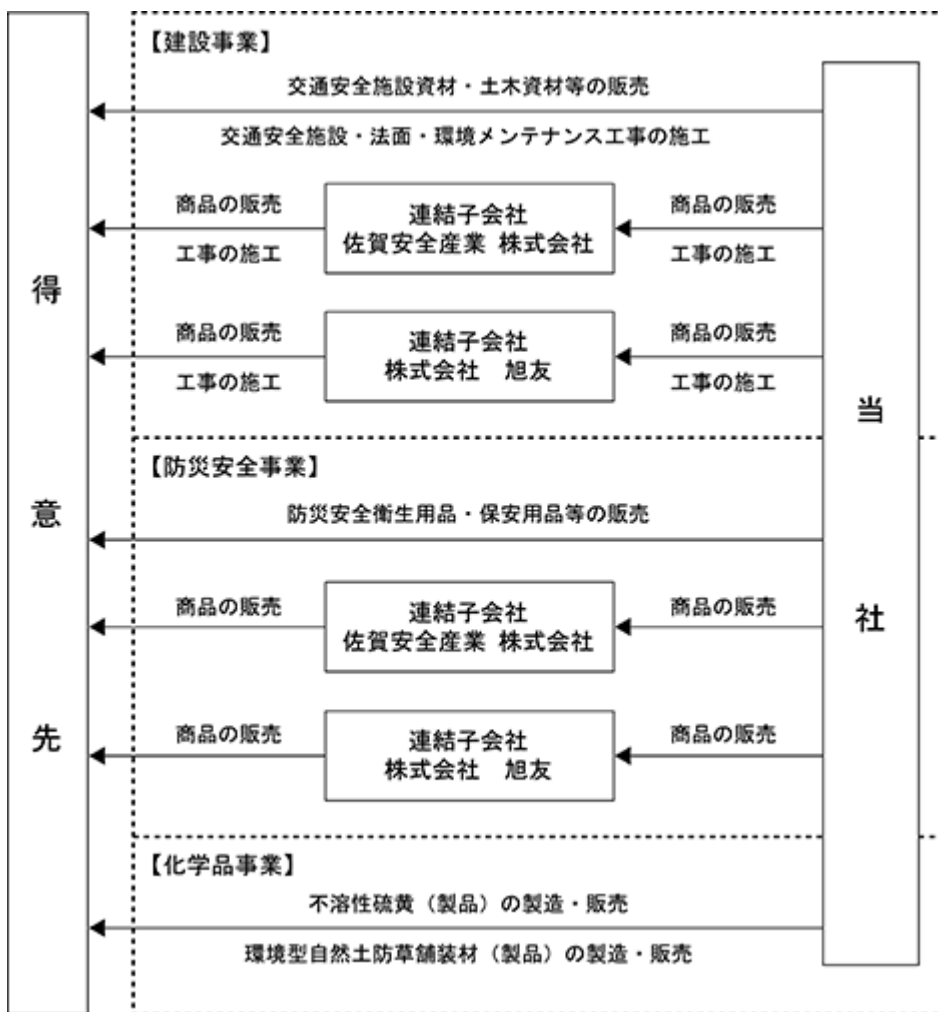 【建設事業】
交通安全施設資材・土木資材等の販売
交通安全施設・法面・環境メンテナンス工事の施工
商品の販売
工事の施工
連結子会社
佐賀安全産業 株式会社
商品の販売
工事の施工
商品の販売
工事の施工
連結子会社
株式会社　旭友
商品の販売
工事の施工
【防災安全事業】
防災安全衛生用品・保安用品等の販売
商品の販売
連結子会社
佐賀安全産業 株式会社
商品の販売
商品の販売
連結子会社
株式会社　旭友
商品の販売
【化学品事業】
不溶性硫黄（製品）の製造・販売
環境型自然土防草舗装材（製品）の製造・販売
得意先
当社